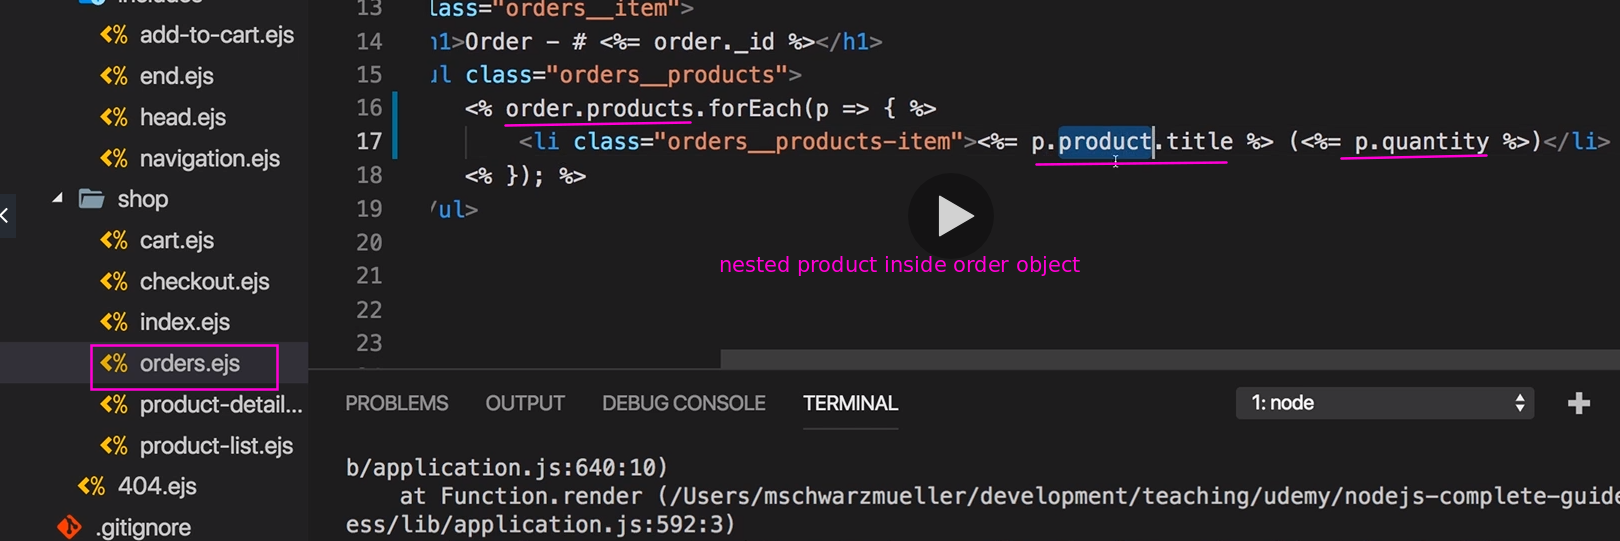 includes
add-to-cart.ejs
end.ejs
head.ejs
navigation.ejs
shop
cart.ejs
checkout.ejs
index.ejs
orders.ejs
product-detail...
product-list.ejs
404.ejs
.gitignore
13 lass="orders__item">
14 h1>Order - # <%= order._id %></h1>
15 ul class="orders__products">
16 <% order.products.forEach(p => { %>
17 <li class="orders__products-item"><%= p.product.title %> (<%= p.quantity %>)</li>
18 <% }); %>
19 /ul>
20
21
22
23
nested product inside order object
PROBLEMS OUTPUT DEBUG CONSOLE TERMINAL 1: node
b/application.js:640:10)
at Function.render (/Users/mschwarzmueller/development/teaching/udemy/nodejs-complete-guide
ess/lib/application.js:592:3)